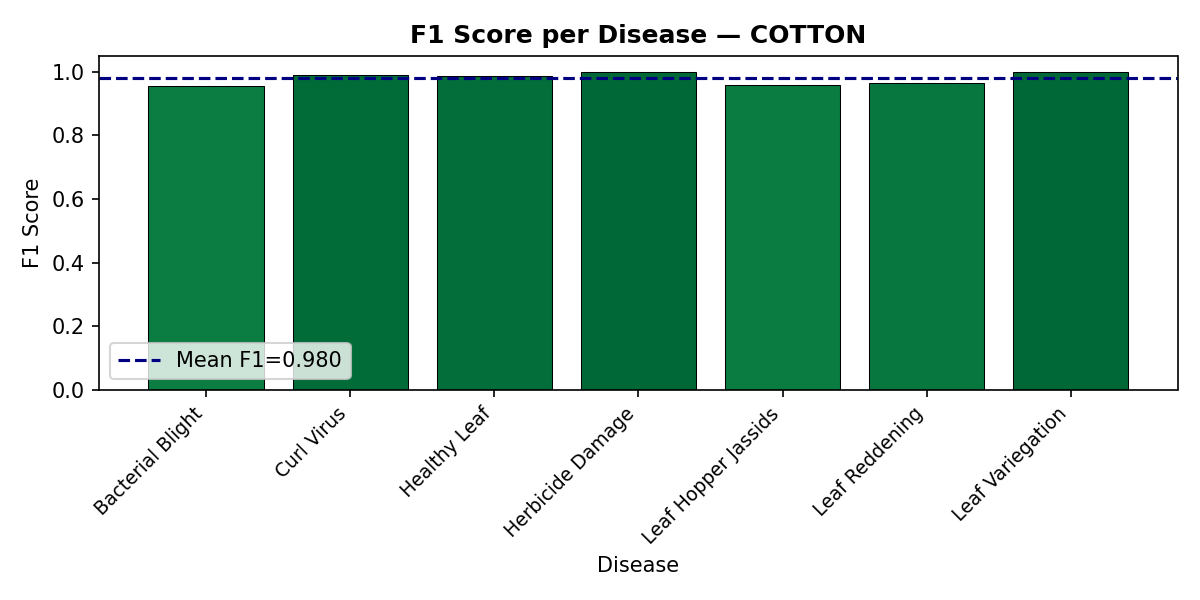 F1 Score per Disease — COTTON
F1 Score
1.0
0.8
0.6
0.4
0.2
0.0
Mean F1=0.980
Bacterial Blight
Curl Virus
Healthy Leaf
Herbicide Damage
Leaf Hopper Jassids
Leaf Reddening
Leaf Variegation
Disease